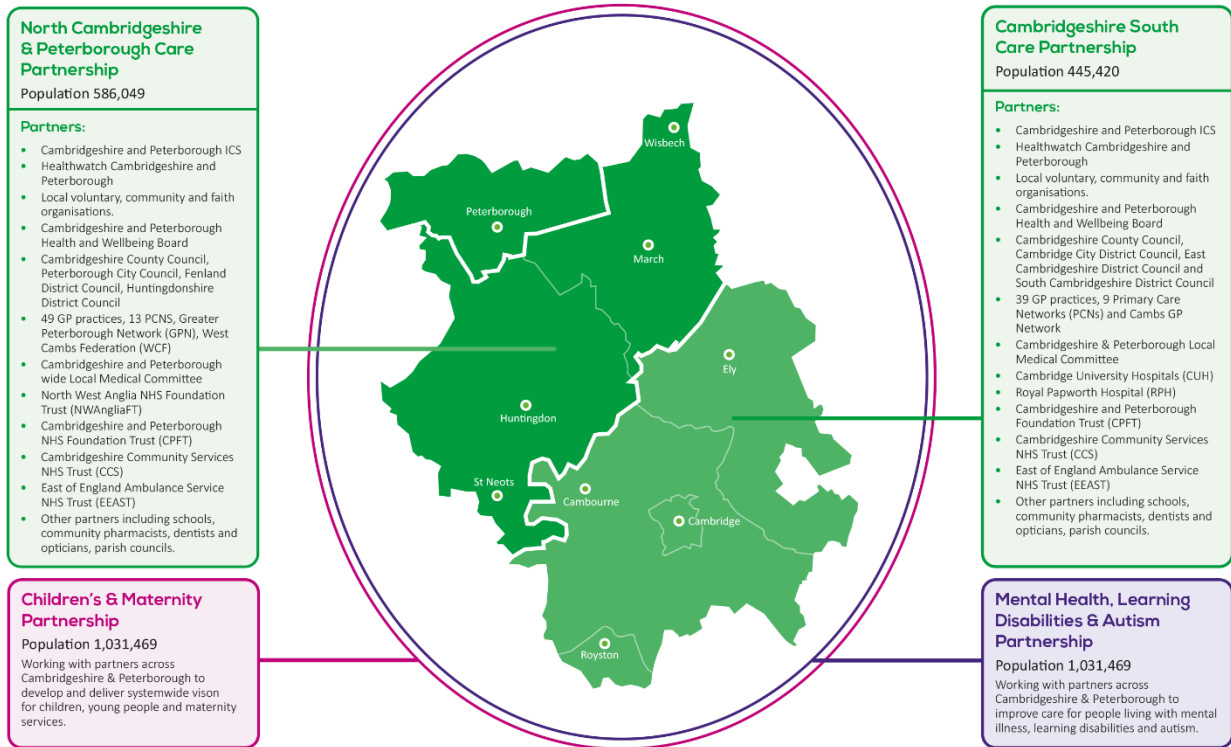 North Cambridgeshire
& Peterborough Care
Partnership
Population 586,049
Partners:
• Cambridgeshire and Peterborough ICS
• Healthwatch Cambridgeshire and
Peterborough
• Local voluntary, community and faith
organisations.
• Cambridgeshire and Peterborough
Health and Wellbeing Board
• Cambridgeshire County Council,
Peterborough City Council, Fenland
District Council, Huntingdonshire
District Council
• 49 GP practices, 13 PCNS, Greater
Peterborough Network (GPN), West
Cambs Federation (WCF)
• Cambridgeshire and Peterborough
wide Local Medical Committee
• North West Anglia NHS Foundation
Trust (NWAngliaFT)
• Cambridgeshire and Peterborough
NHS Foundation Trust (CPFT)
• Cambridgeshire Community Services
NHS Trust (CCS)
• East of England Ambulance Service
NHS Trust (EEAST)
• Other partners including schools,
community pharmacists, dentists and
opticians, parish councils.
Children's & Maternity
Partnership
Population 1,031,469
Working with partners across
Cambridgeshire & Peterborough to
develop and deliver systemwide vison
for children, young people and maternity
services.
Wisbech
Peterborough
March
Ely
Huntingdon
St Neots
Cambourne
Cambridge
Royston
Cambridgeshire South
Care Partnership
Population 445,420
Partners:
• Cambridgeshire and Peterborough ICS
• Healthwatch Cambridgeshire and
Peterborough
• Local voluntary, community and faith
organisations.
• Cambridgeshire and Peterborough
Health and Wellbeing Board
• Cambridgeshire County Council,
Cambridge City District Council, East
Cambridgeshire District Council and
South Cambridgeshire District Council
• 39 GP practices, 9 Primary Care
Networks (PCNs) and Cambs GP
Network
• Cambridgeshire & Peterborough Local
Medical Committee
• Cambridge University Hospitals (CUH)
• Royal Papworth Hospital (RPH)
• Cambridgeshire and Peterborough
Foundation Trust (CPFT)
• Cambridgeshire Community Services
NHS Trust (CCS)
• East of England Ambulance Service
NHS Trust (EEAST)
• Other partners including schools,
community pharmacists, dentists and
opticians, parish councils.
Mental Health, Learning
Disabilities & Autism
Partnership
Population 1,031,469
Working with partners across
Cambridgeshire & Peterborough to
improve care for people living with mental
illness, learning disabilities and autism.